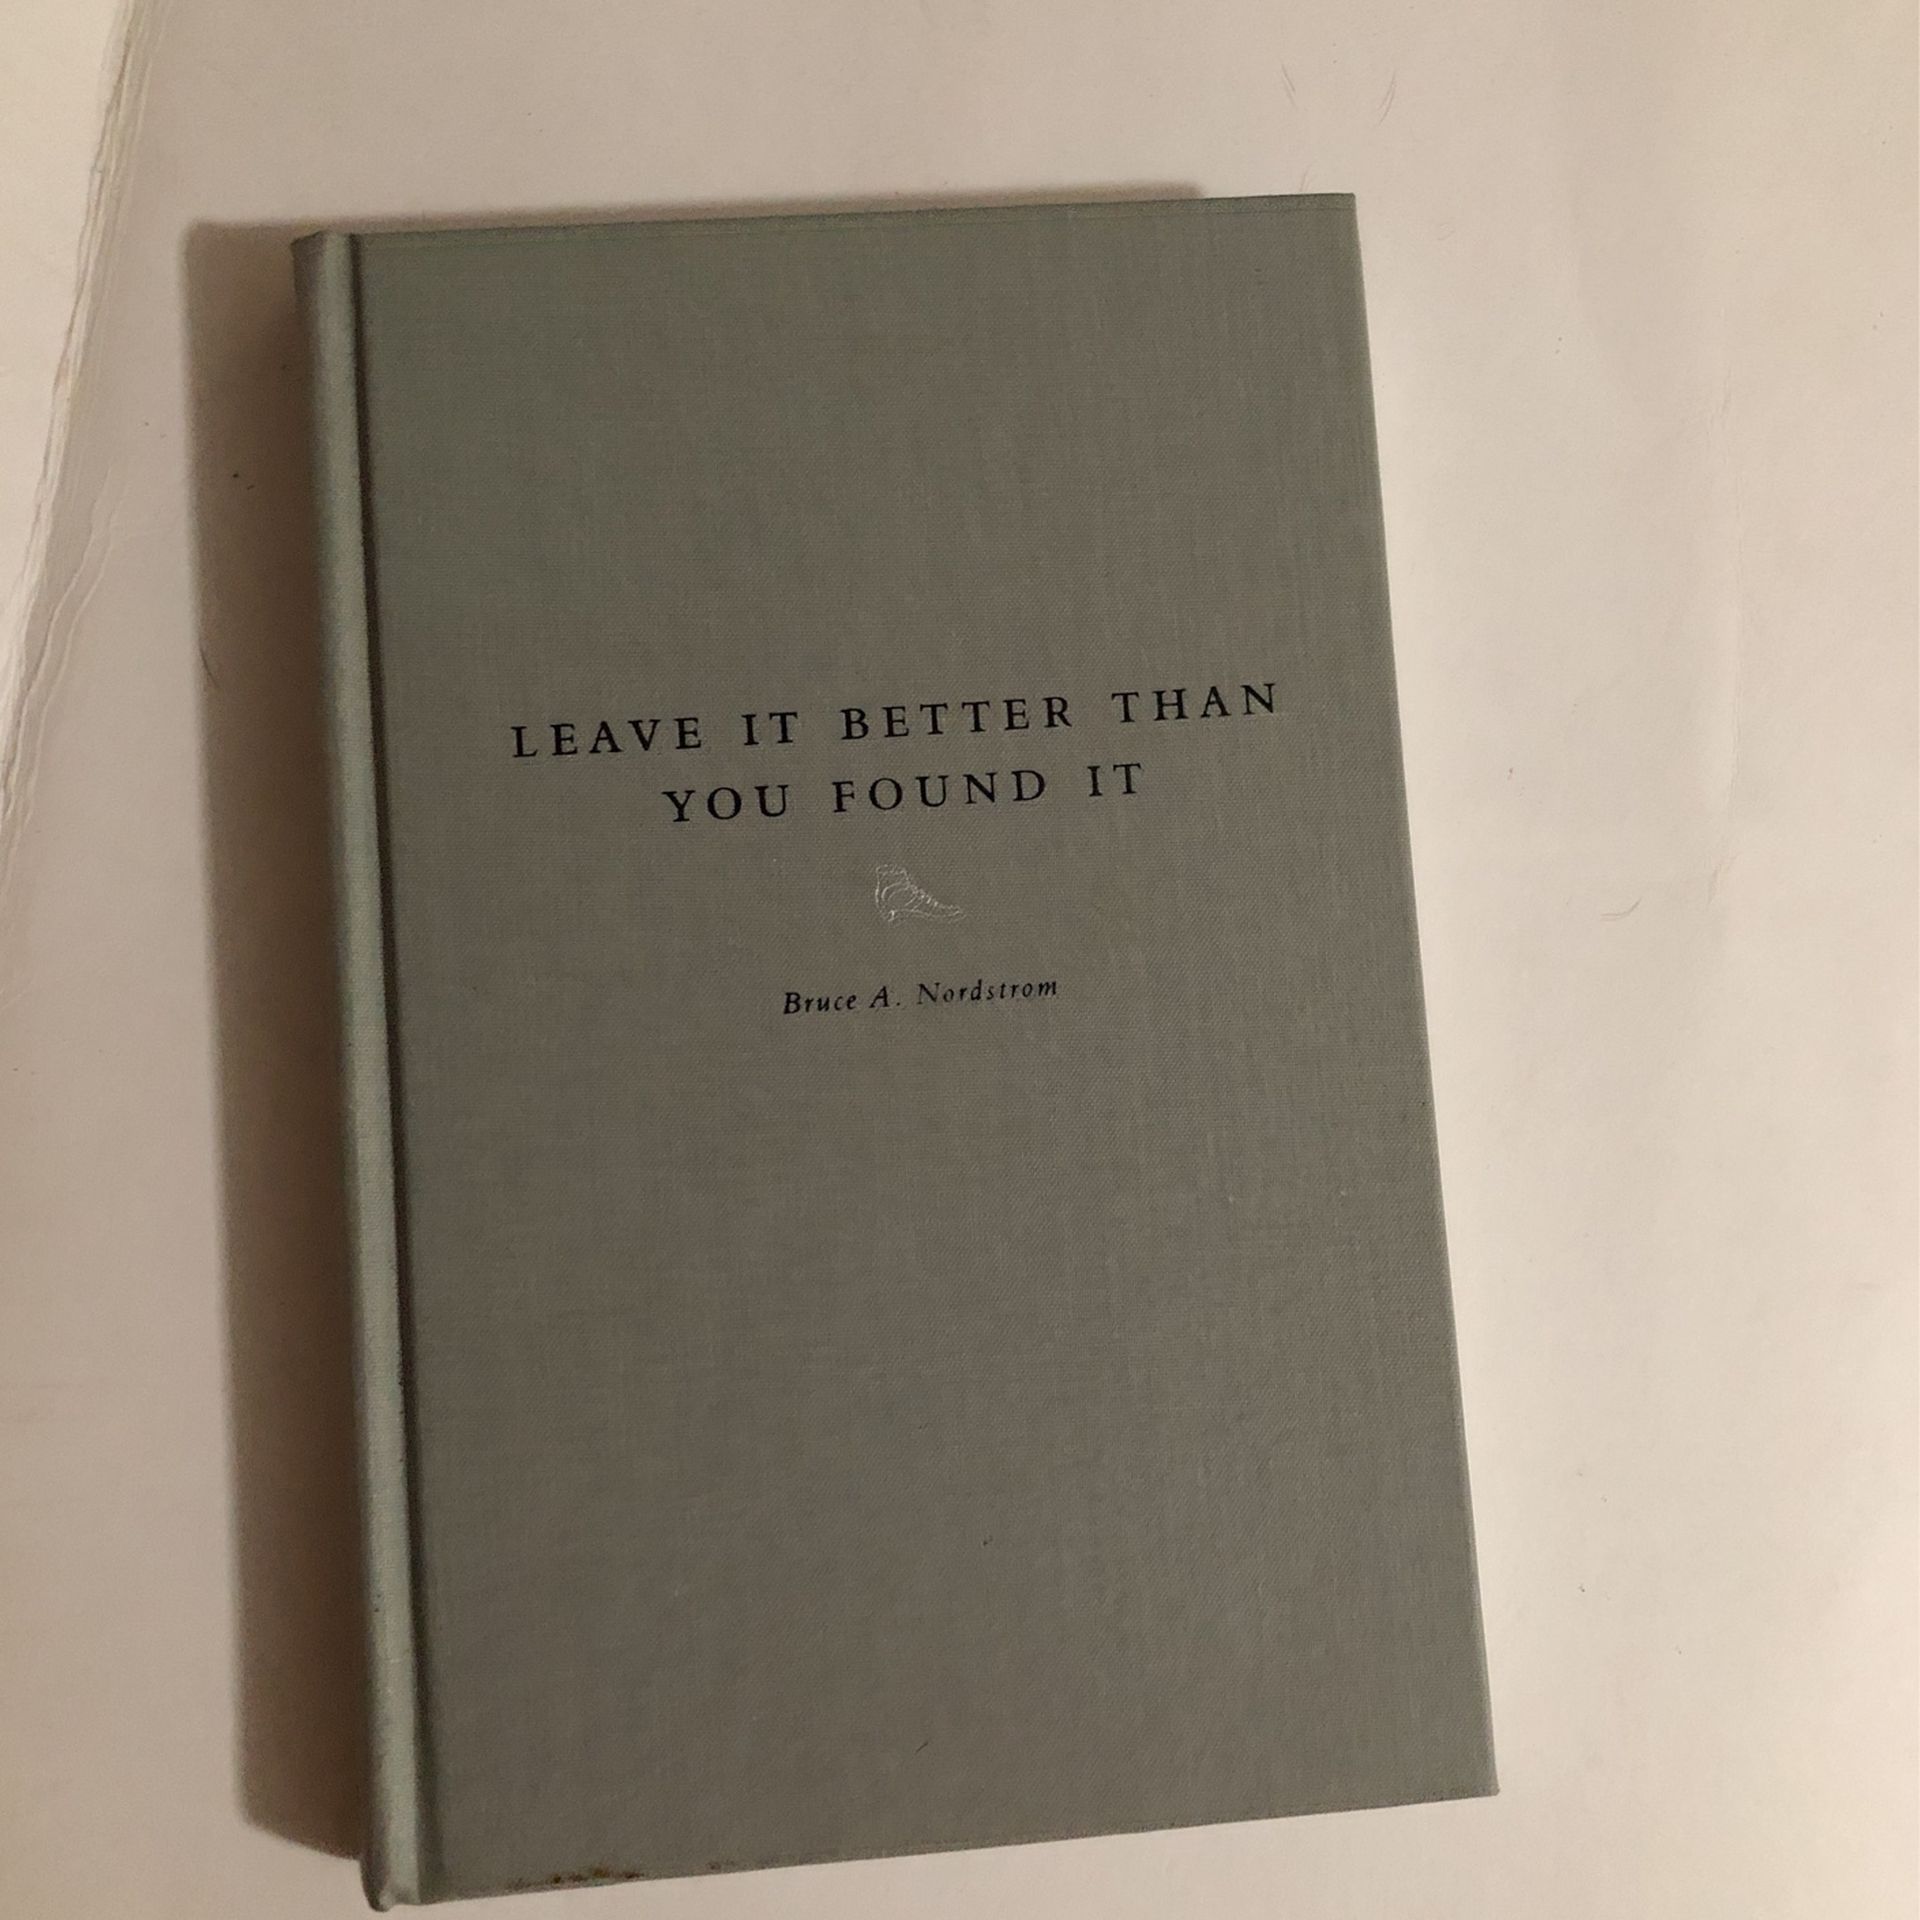 LEAVE IT BETTER THAN
YOU FOUND IT
Bruce A. Nordstrom